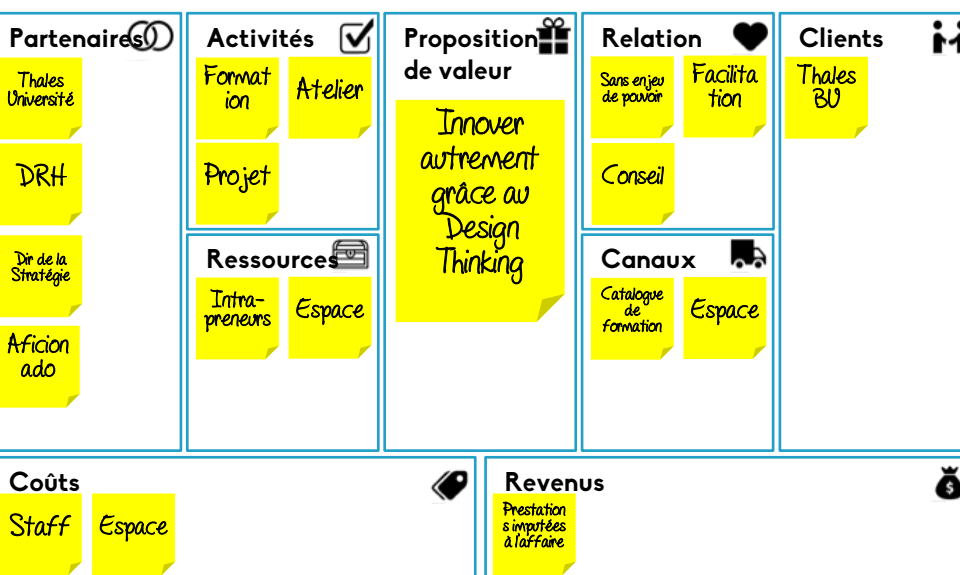 Partenaires
Thales
Université
DRH
Dir de la
Stratégie
Aficion
ado
Activités
Format
ion
Atelier
Projet
Ressources
Intra-
preneurs
Espace
Proposition
de valeur
Innover
autrement
grâce au
Design
Thinking
Relation
Sans enjeu
de pouvoir
Facilita
tion
Conseil
Canaux
Catalogue
de
formation
Espace
Clients
Thales
BU
Coûts
Staff
Espace
Revenus
Prestation
s imputées
à l'affaire
$